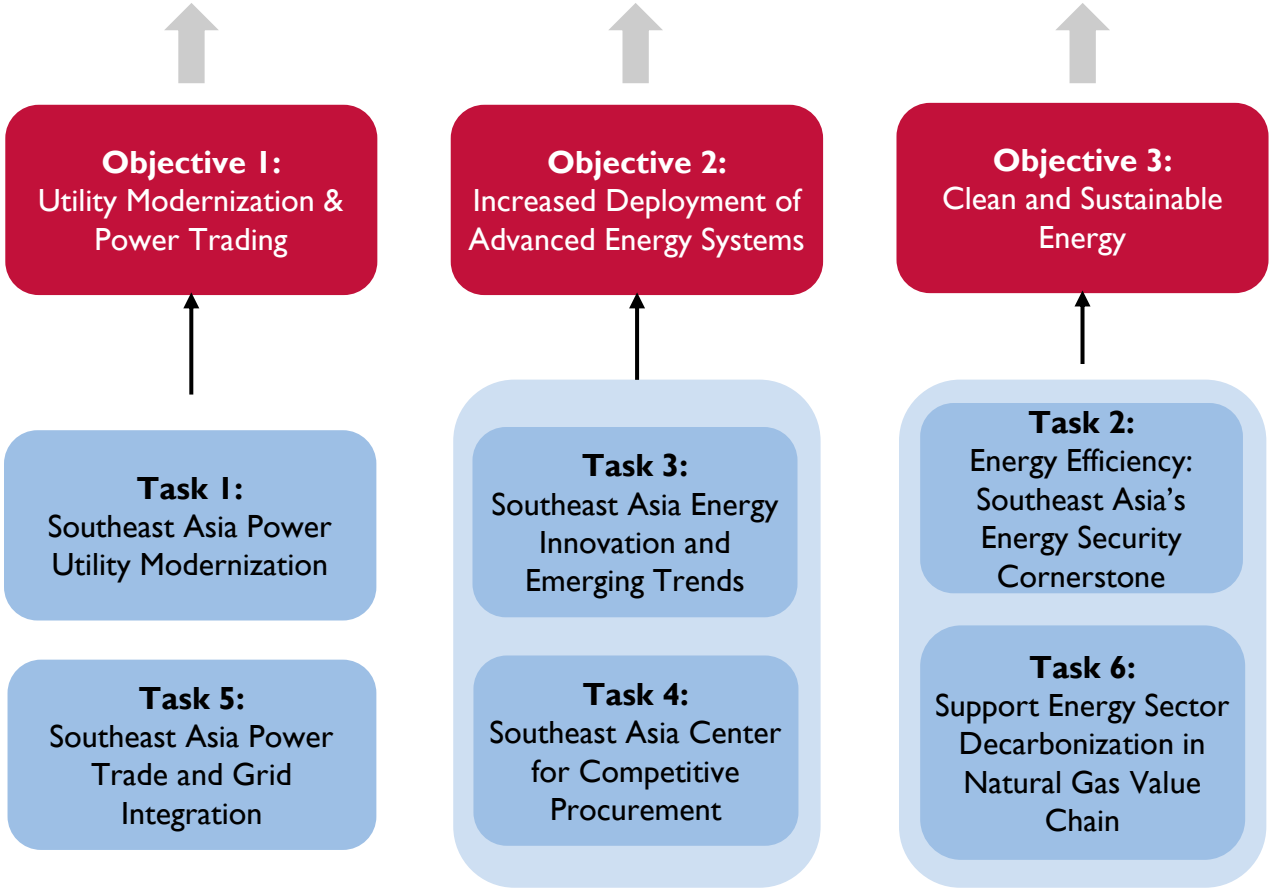 Objective 1:
Utility Modernization &
Power Trading
Objective 2:
Increased Deployment of
Advanced Energy Systems
Objective 3:
Clean and Sustainable
Energy
Task 1:
Southeast Asia Power
Utility Modernization
Task 5:
Southeast Asia Power
Trade and Grid
Integration
Task 3:
Southeast Asia Energy
Innovation and
Emerging Trends
Task 4:
Southeast Asia Center
for Competitive
Procurement
Task 2:
Energy Efficiency:
Southeast Asia’s
Energy Security
Cornerstone
Task 6:
Support Energy Sector
Decarbonization in
Natural Gas Value
Chain